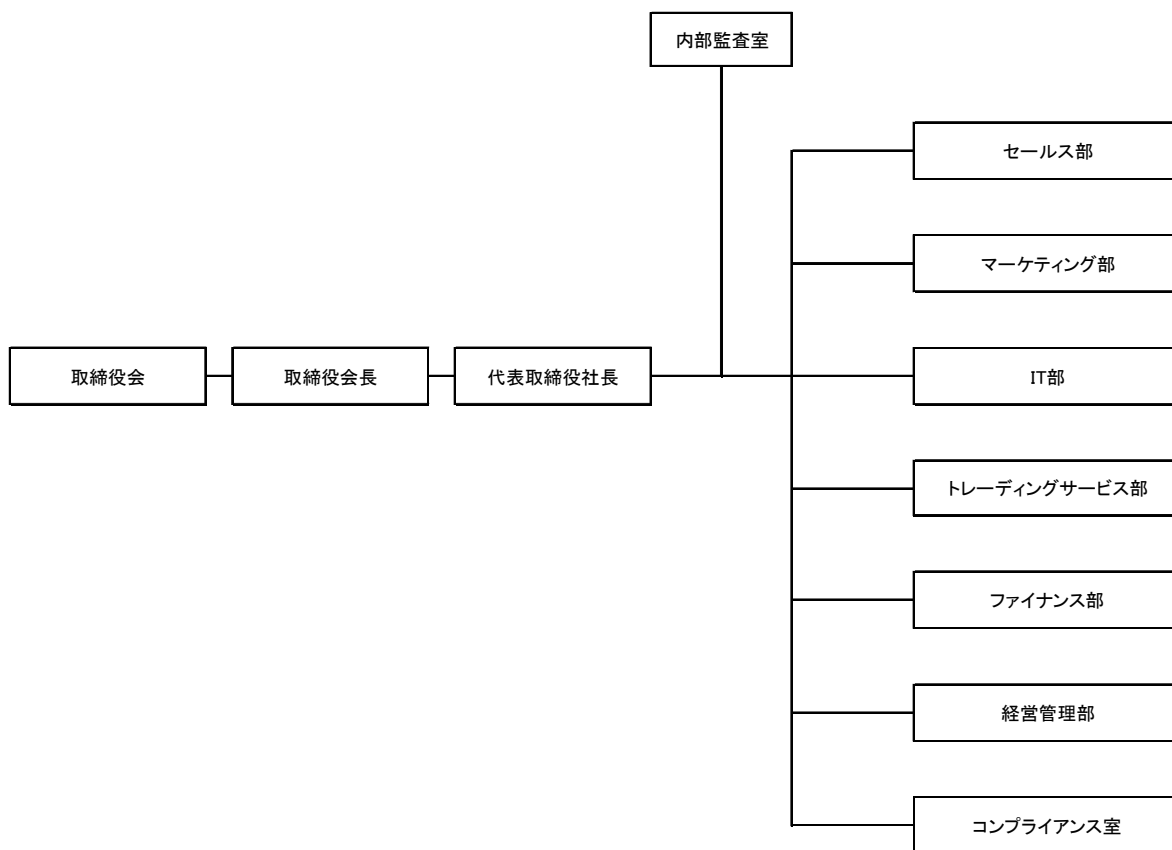 内部監査室
セールス部
マーケティング部
取締役会
取締役会長
代表取締役社長
IT部
トレーディングサービス部
ファイナンス部
経営管理部
コンプライアンス室